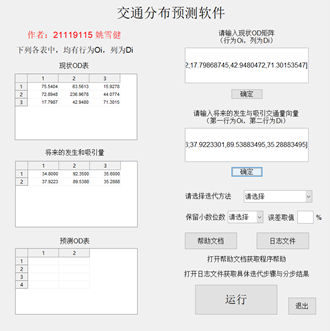 交通分布预测软件
作者：21119115 姚雪健
下列各表中，均有行为Oi，列为Dj
现状OD表
1 2 3
1 75.5404 63.5613 15.9278
2 72.8948 236.9678 44.0774
3 17.7987 42.9480 71.3015
将来的发生和吸引量
1 2 3
1 34.8000 92.3500 35.6000
2 37.9223 89.5388 35.2888
预测OD表
1 2
1
2
3
4
请输入现状OD矩阵
（行为Oi，列为Dj）
2;17.79868745,42.9480472,71.30153547]
确定
请输入将来的发生与吸引交通量向量
（第一行为Oi，第二行为Dj）
3;37.9223301,89.53883495,35.28883495]
确定
请选择迭代方法 请选择
保留小数位数 请选择 误差取值 %
帮助文档 日志文件
打开帮助文档获取程序帮助
打开日志文件获取具体迭代步骤与分步结果
运行
退出